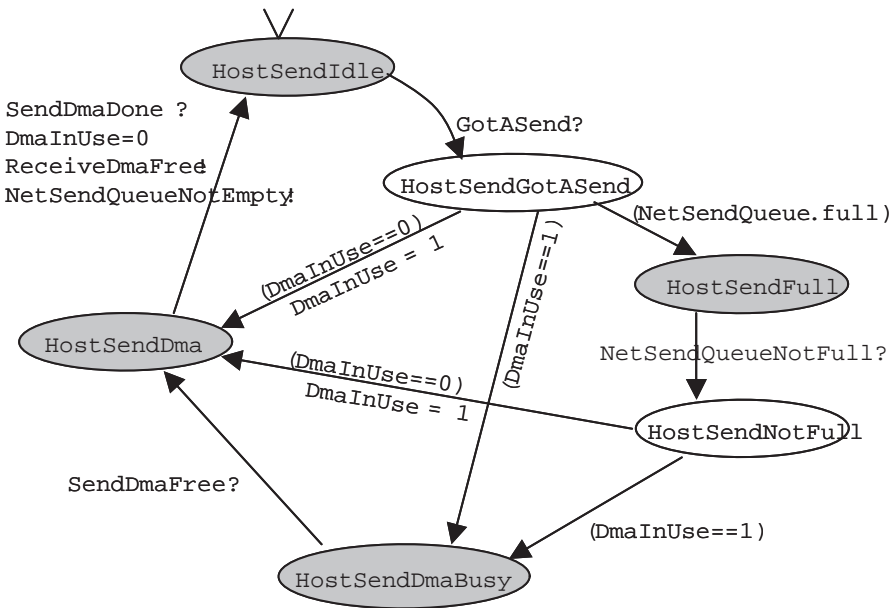 HostSendIdle
SendDmaDone ?
DmaInUse=0
ReceiveDmaFree!
NetSendQueueNotEmpty!
GotASend?
HostSendGotASend
(NetSendQueue.full)
(DmaInUse==0)
DmaInUse = 1
(DmaInUse==1)
HostSendFull
HostSendDma
NetSendQueueNotFull?
(DmaInUse==0)
DmaInUse = 1
HostSendNotFull
SendDmaFree?
(DmaInUse==1)
HostSendDmaBusy